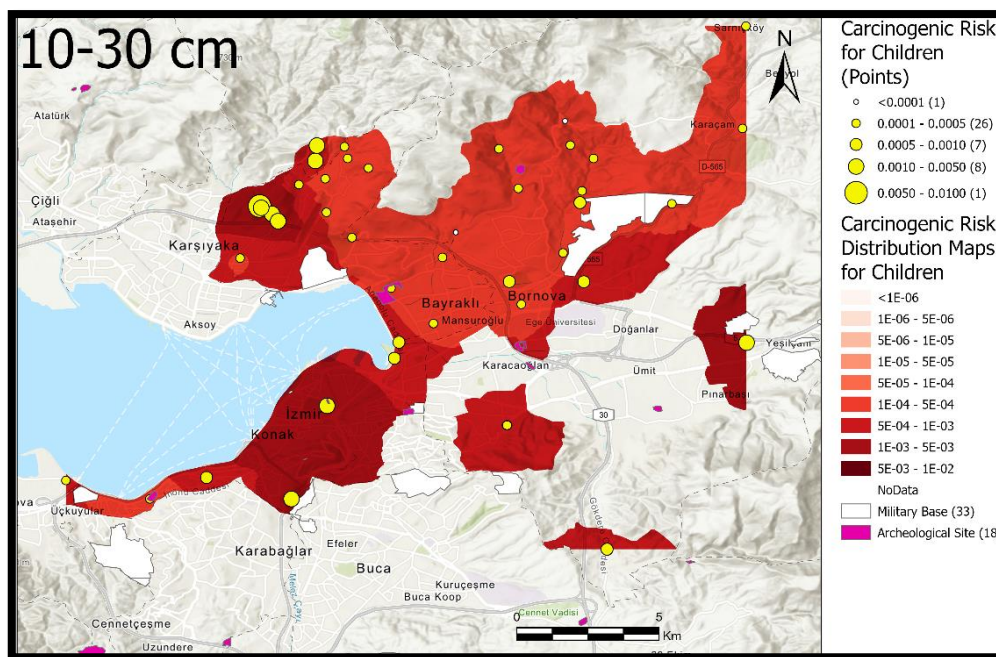 10-30 cm
N
Sarnıçköy
Atatürk
Karaçam
D-565
Çiğli
Ataşehir
Karşıyaka
Aksoy
Bayraklı
Mansuroğlu
Bornova
Ege Üniversitesi
Doğanlar
Karacaoğlan
Ümit
Pınarbaşı
30
İzmir
Konak
Üçkuyular
Karabağlar
Efeler
Buca
Kuruçeşme
Buca Koop
Cennet Vadisi
Cennetçeşme
Uzundere
0
5
Km
Carcinogenic Risk
for Children
(Points)
<0.0001 (1)
0.0001 - 0.0005 (26)
0.0005 - 0.0010 (7)
0.0010 - 0.0050 (8)
0.0050 - 0.0100 (1)
Carcinogenic Risk
Distribution Maps
for Children
<1E-06
1E-06 - 5E-06
5E-06 - 1E-05
1E-05 - 5E-05
5E-05 - 1E-04
1E-04 - 5E-04
5E-04 - 1E-03
1E-03 - 5E-03
5E-03 - 1E-02
NoData
Military Base (33)
Archeological Site (18